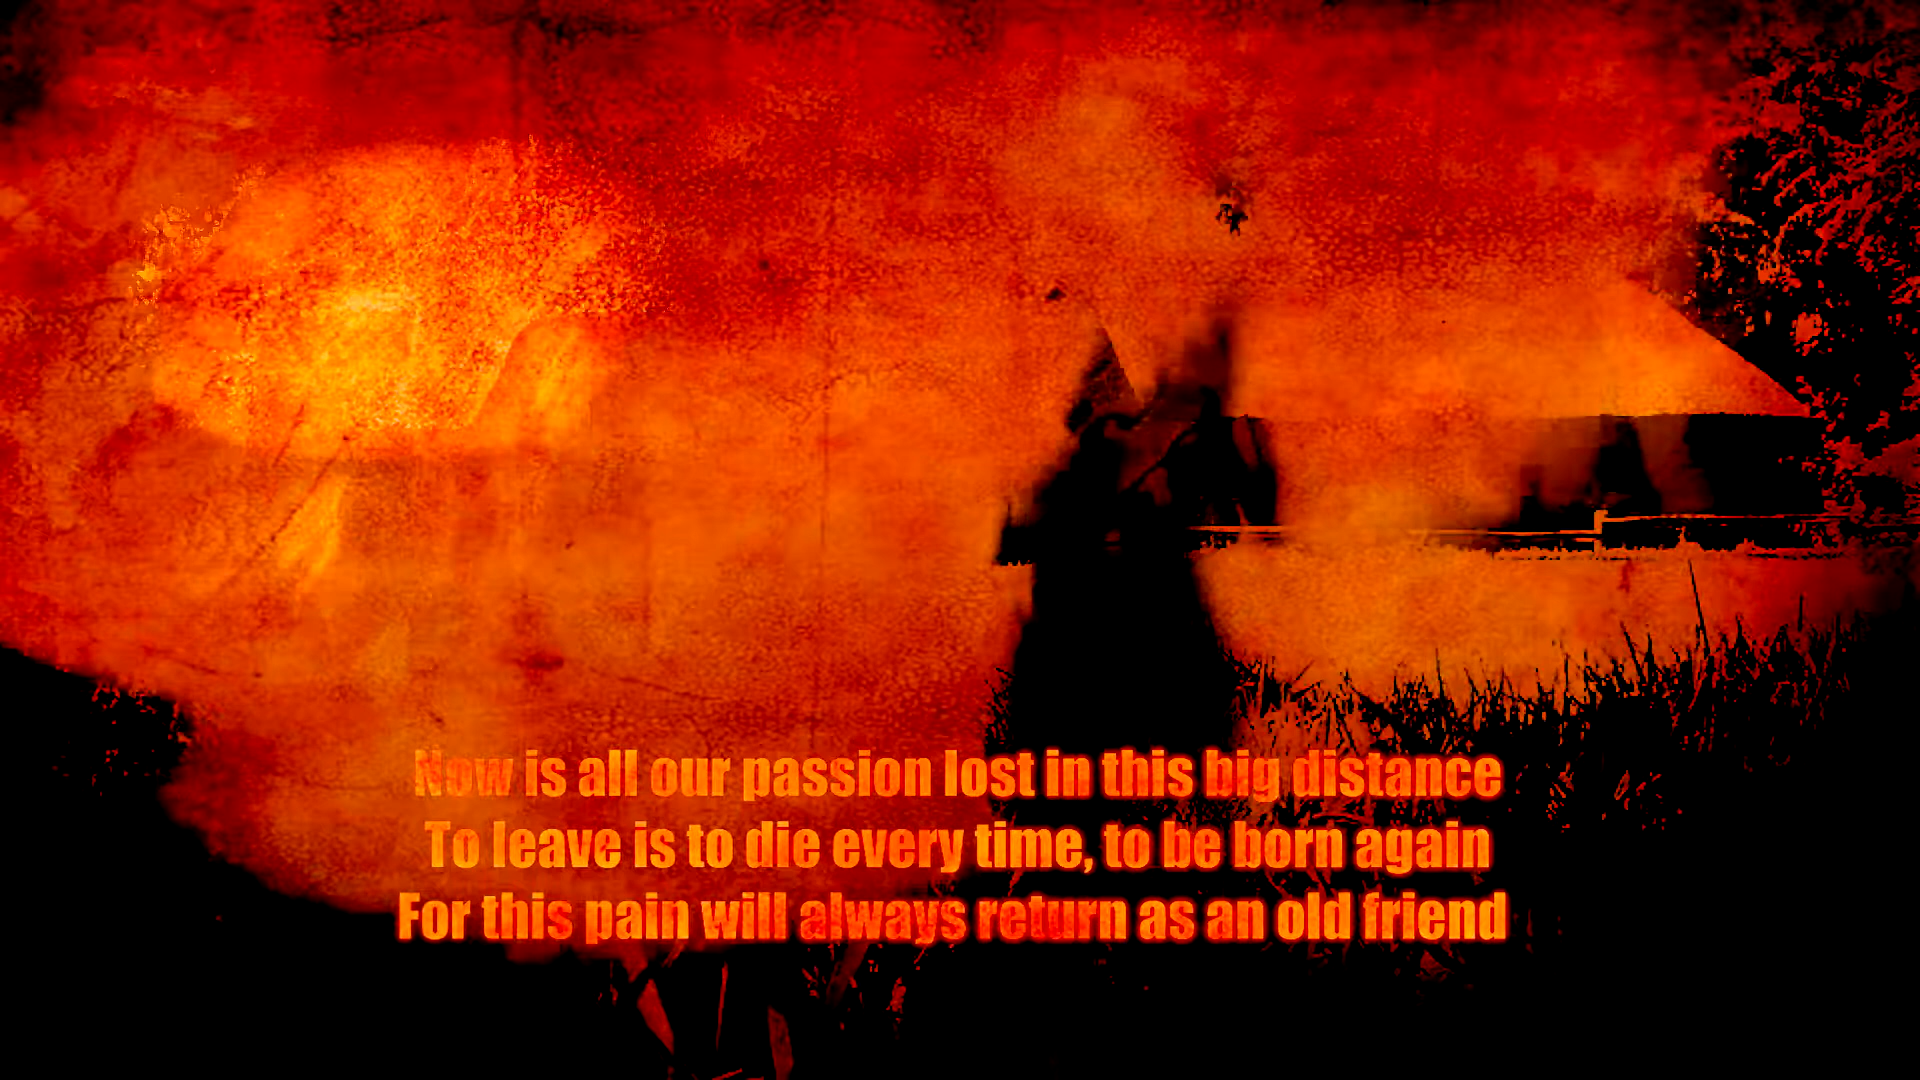 Now is all our passion lost in this big distance
To leave is to die every time, to be born again
For this pain will always return as an old friend